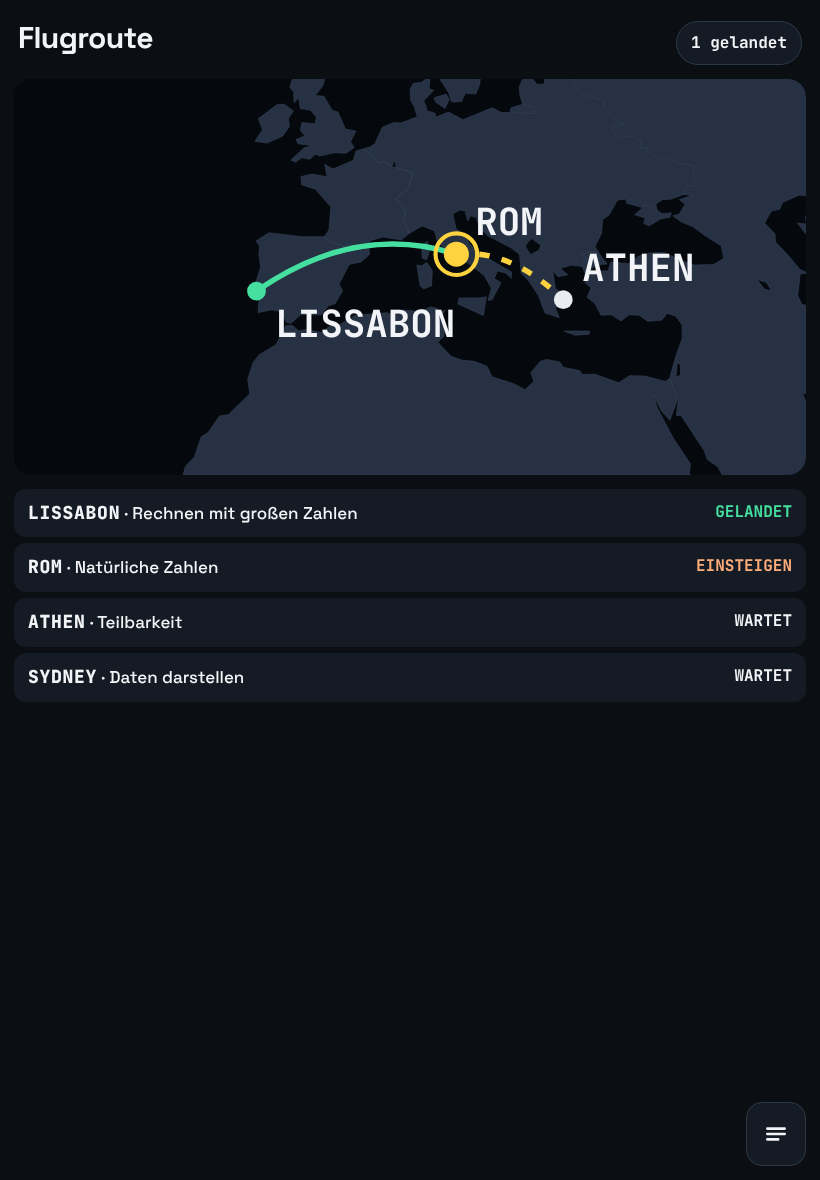 Flugroute
1 gelandet
ROM
ATHEN
LISSABON
LISSABON · Rechnen mit großen Zahlen GELANDET
ROM · Natürliche Zahlen EINSTEIGEN
ATHEN · Teilbarkeit WARTET
SYDNEY · Daten darstellen WARTET